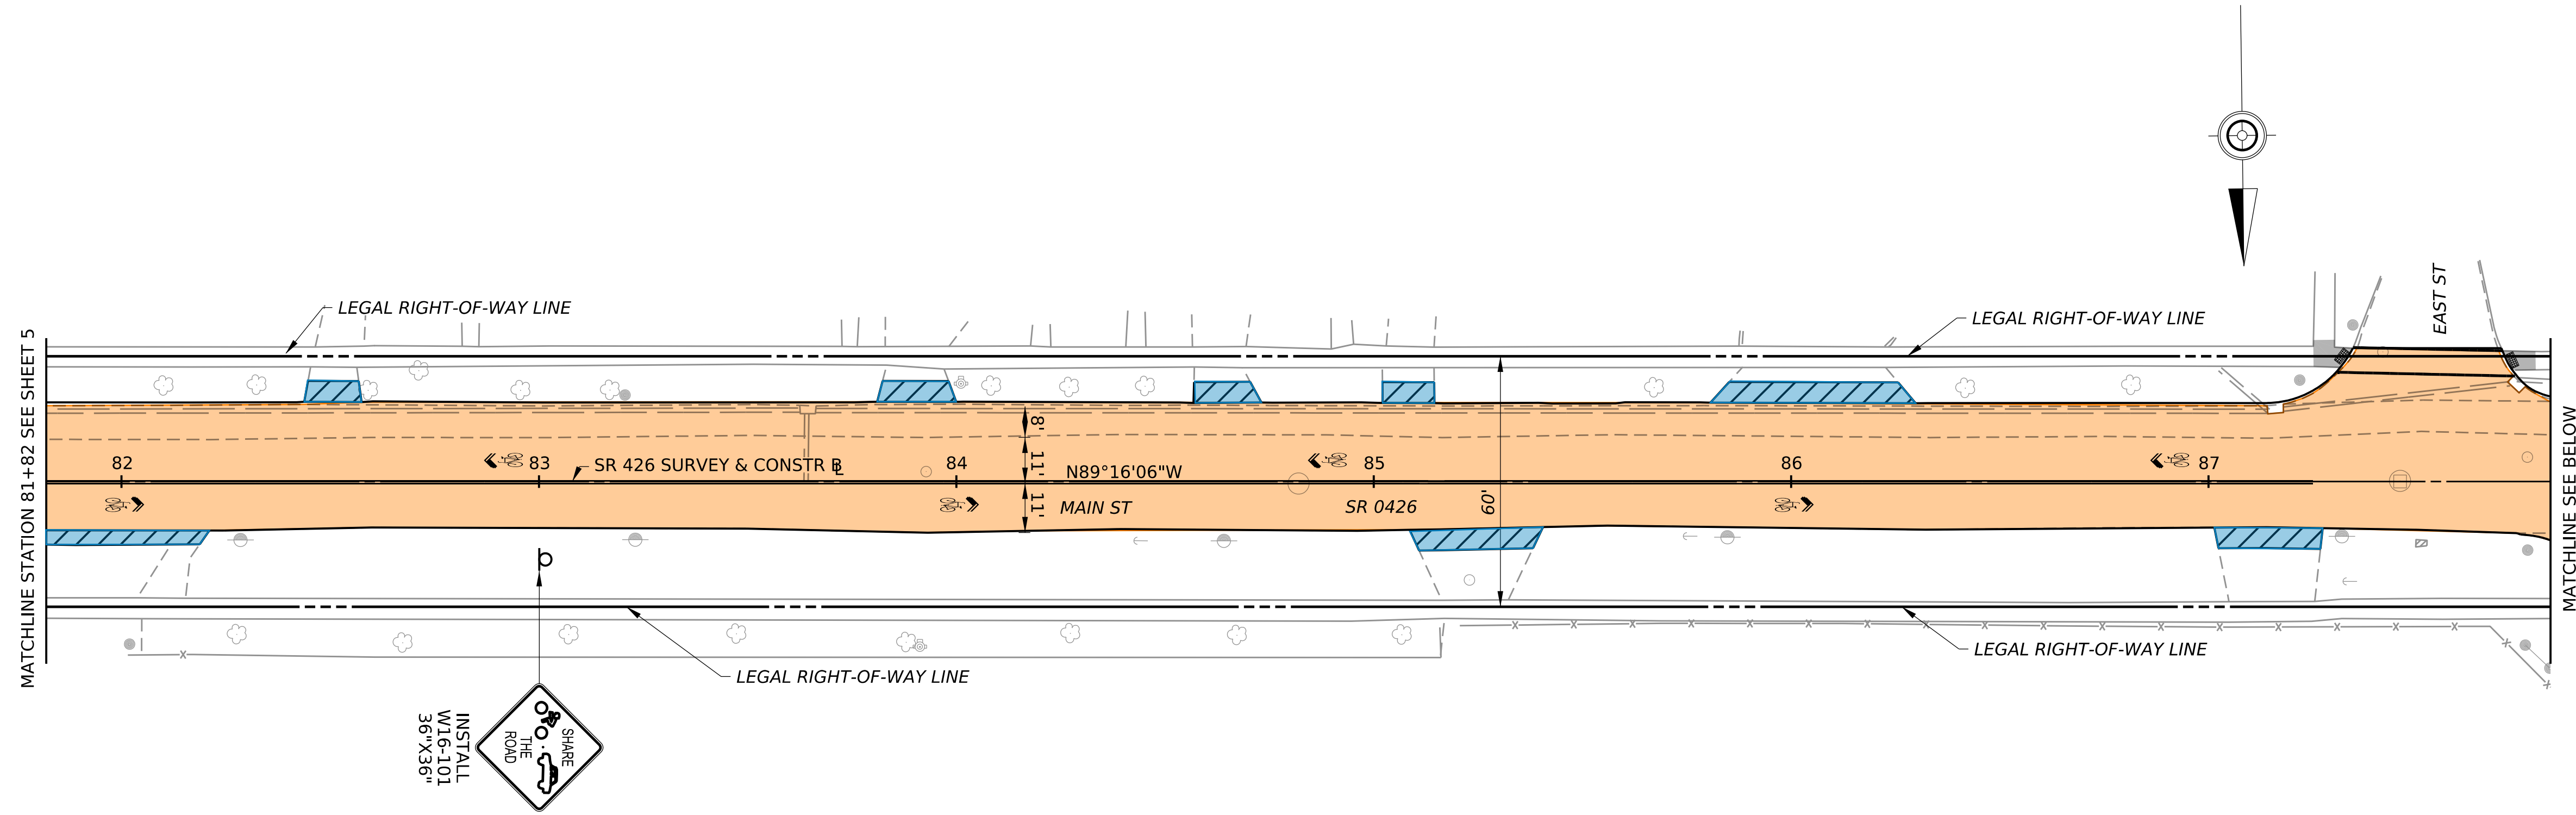 MATCHLINE STATION 81+82 SEE SHEET 5
LEGAL RIGHT-OF-WAY LINE
LEGAL RIGHT-OF-WAY LINE
EAST ST
82
83
SR 426 SURVEY & CONSTR BL
84
8'
11'
11'
N89°16'06"W
MAIN ST
85
SR 0426
60'
86
87
MATCHLINE SEE BELOW
LEGAL RIGHT-OF-WAY LINE
LEGAL RIGHT-OF-WAY LINE
INSTALL
W16-101
36"X36"
SHARE
THE
ROAD